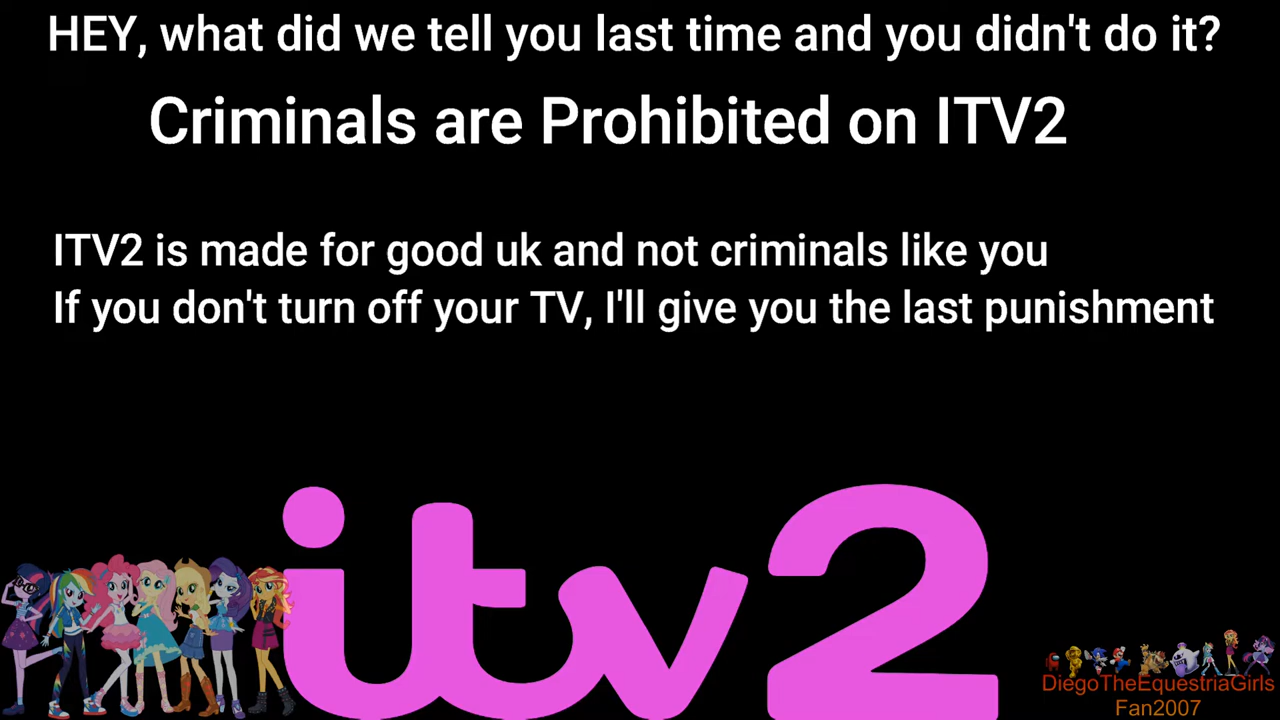 HEY, what did we tell you last time and you didn't do it?
Criminals are Prohibited on ITV2
ITV2 is made for good uk and not criminals like you
If you don't turn off your TV, I'll give you the last punishment
itv2
DiegoTheEquestriaGirls
Fan2007